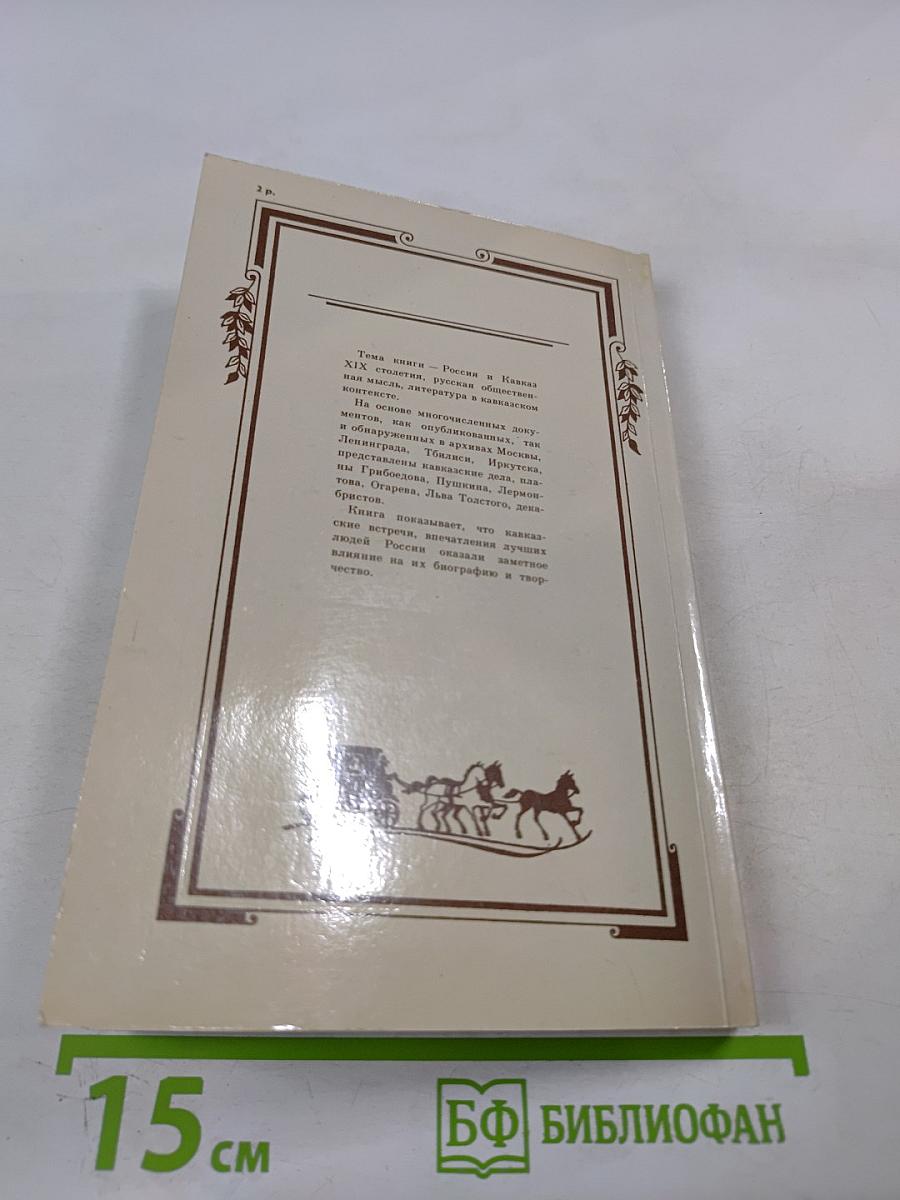 2 р.
Тема книги — Россия и Кавказ
XIX столетия, русская обществен-
ная мысль, литература в кавказском
контексте.
На основе многочисленных доку-
ментов, как опубликованных, так
и обнаруженных в архивах Москвы,
Ленинграда, Тбилиси, Иркутска,
представлены кавказские дела, пла-
ны Грибоедова, Пушкина, Лермон-
това, Огарева, Льва Толстого, дека-
бристов.
Книга показывает, что кавказ-
ские встречи, впечатления лучших
людей России оказали заметное
влияние на их биографию и твор-
чество.
15 см
БФ БИБЛИОФАН